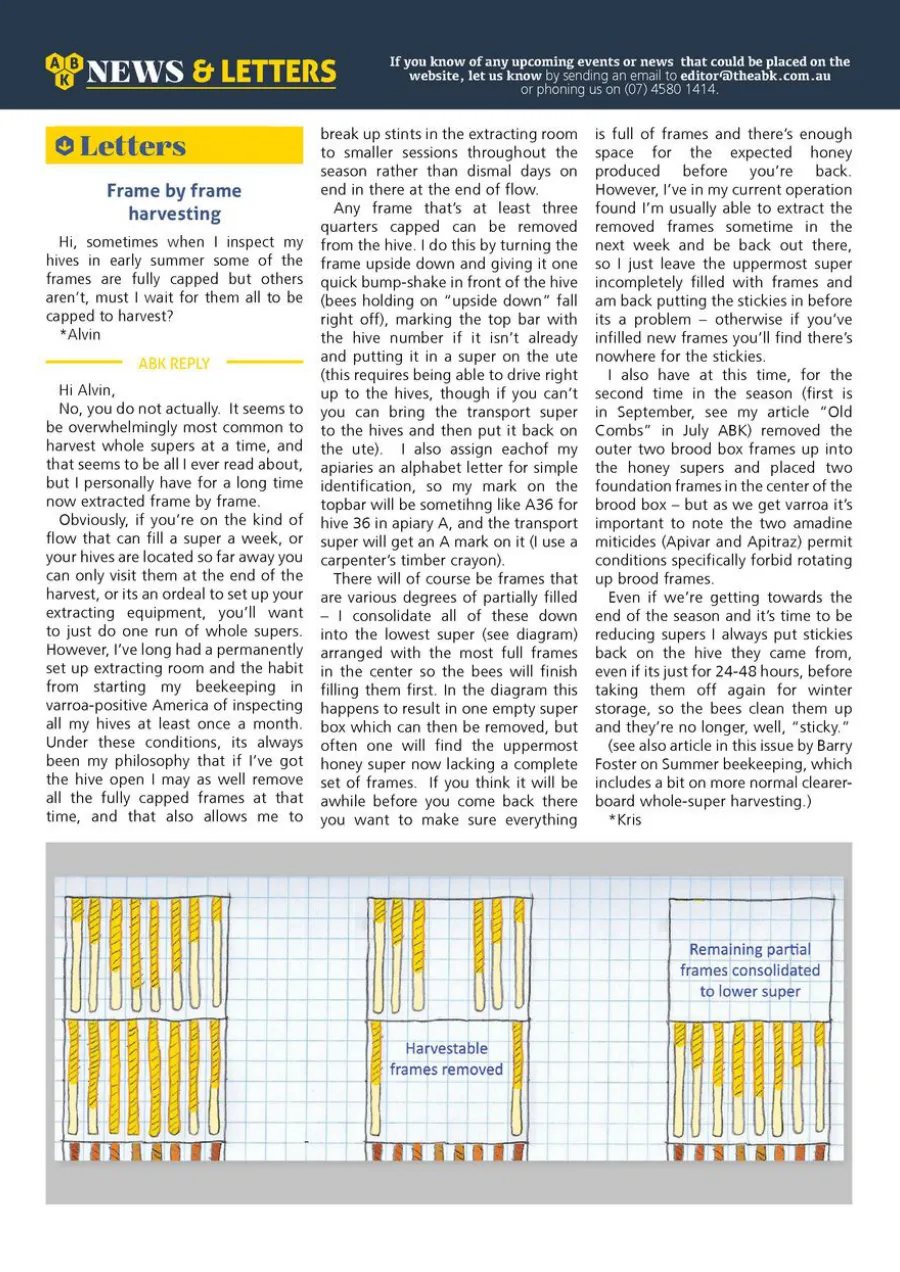 A B K NEWS & LETTERS
If you know of any upcoming events or news that could be placed on the
website, let us know by sending an email to editor@theabk.com.au
or phoning us on (07) 4580 1414.
Letters
Frame by frame
harvesting
Hi, sometimes when I inspect my
hives in early summer some of the
frames are fully capped but others
aren't, must I wait for them all to be
capped to harvest?
*Alvin
ABK REPLY
Hi Alvin,
No, you do not actually. It seems to
be overwhelmingly most common to
harvest whole supers at a time, and
that seems to be all I ever read about,
but I personally have for a long time
now extracted frame by frame.
Obviously, if you're on the kind of
flow that can fill a super a week, or
your hives are located so far away you
can only visit them at the end of the
harvest, or its an ordeal to set up your
extracting equipment, you'll want
to just do one run of whole supers.
However, I've long had a permanently
set up extracting room and the habit
from starting my beekeeping in
varroa-positive America of inspecting
all my hives at least once a month.
Under these conditions, its always
been my philosophy that if I've got
the hive open I may as well remove
all the fully capped frames at that
time, and that also allows me to
break up stints in the extracting room
to smaller sessions throughout the
season rather than dismal days on
end in there at the end of flow.
Any frame that's at least three
quarters capped can be removed
from the hive. I do this by turning the
frame upside down and giving it one
quick bump-shake in front of the hive
(bees holding on "upside down" fall
right off), marking the top bar with
the hive number if it isn't already
and putting it in a super on the ute
(this requires being able to drive right
up to the hives, though if you can't
you can bring the transport super
to the hives and then put it back on
the ute). I also assign eachof my
apiaries an alphabet letter for simple
identification, so my mark on the
topbar will be sometihng like A36 for
hive 36 in apiary A, and the transport
super will get an A mark on it (I use a
carpenter's timber crayon).
There will of course be frames that
are various degrees of partially filled
– I consolidate all of these down
into the lowest super (see diagram)
arranged with the most full frames
in the center so the bees will finish
filling them first. In the diagram this
happens to result in one empty super
box which can then be removed, but
often one will find the uppermost
honey super now lacking a complete
set of frames. If you think it will be
awhile before you come back there
you want to make sure everything
is full of frames and there's enough
space for the expected honey
produced before you're back.
However, I've in my current operation
found I'm usually able to extract the
removed frames sometime in the
next week and be back out there,
so I just leave the uppermost super
incompletely filled with frames and
am back putting the stickies in before
its a problem – otherwise if you've
infilled new frames you'll find there's
nowhere for the stickies.
I also have at this time, for the
second time in the season (first is
in September, see my article "Old
Combs" in July ABK) removed the
outer two brood box frames up into
the honey supers and placed two
foundation frames in the center of the
brood box – but as we get varroa it's
important to note the two amadine
miticides (Apivar and Apitraz) permit
conditions specifically forbid rotating
up brood frames.
Even if we're getting towards the
end of the season and it's time to be
reducing supers I always put stickies
back on the hive they came from,
even if its just for 24-48 hours, before
taking them off again for winter
storage, so the bees clean them up
and they're no longer, well, "sticky."
(see also article in this issue by Barry
Foster on Summer beekeeping, which
includes a bit on more normal clearer-
board whole-super harvesting.)
*Kris
Harvestable
frames removed
Remaining partial
frames consolidated
to lower super